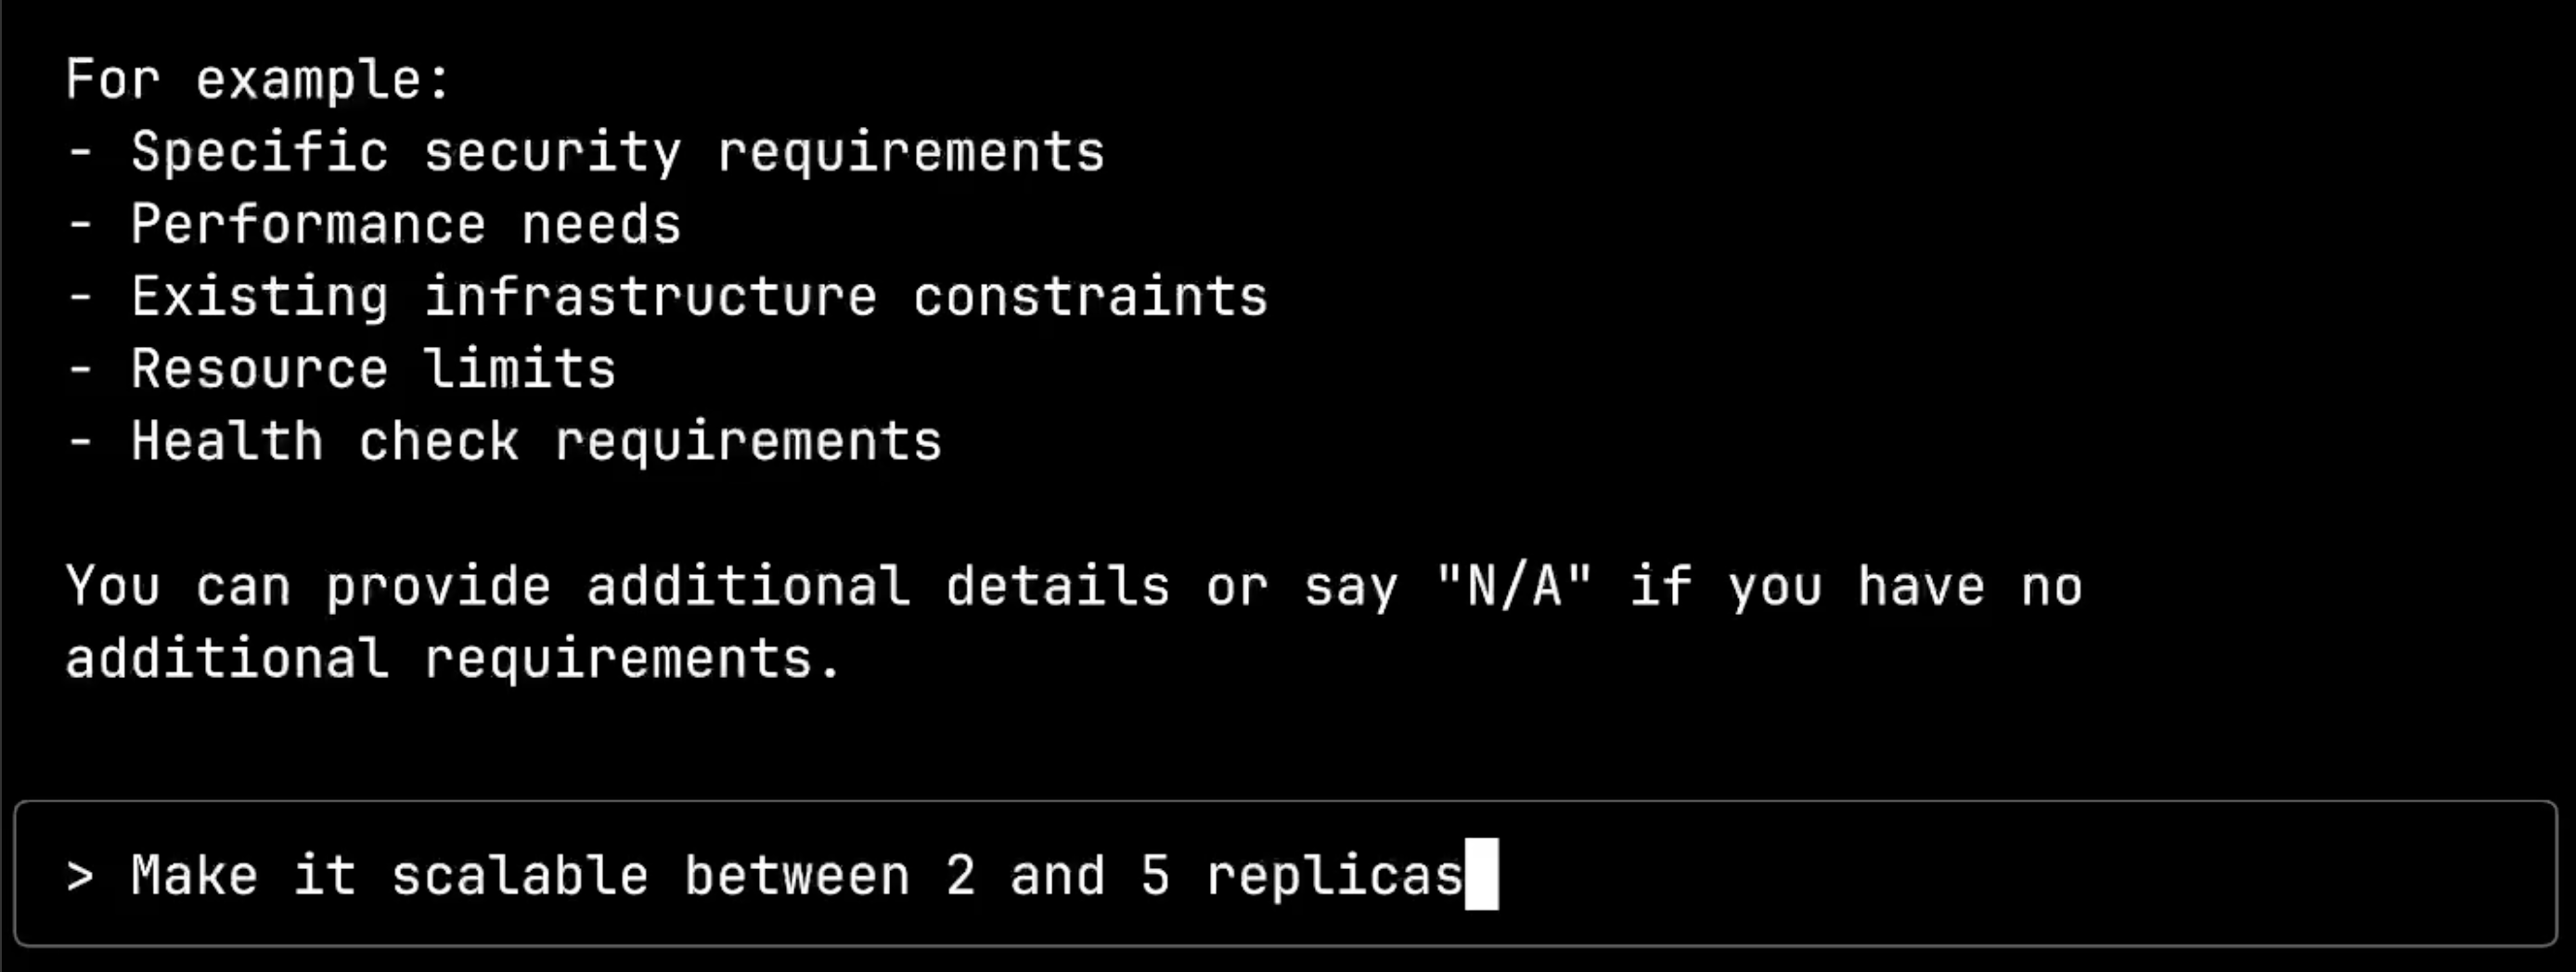 For example:
- Specific security requirements
- Performance needs
- Existing infrastructure constraints
- Resource limits
- Health check requirements
You can provide additional details or say "N/A" if you have no
additional requirements.
> Make it scalable between 2 and 5 replicas